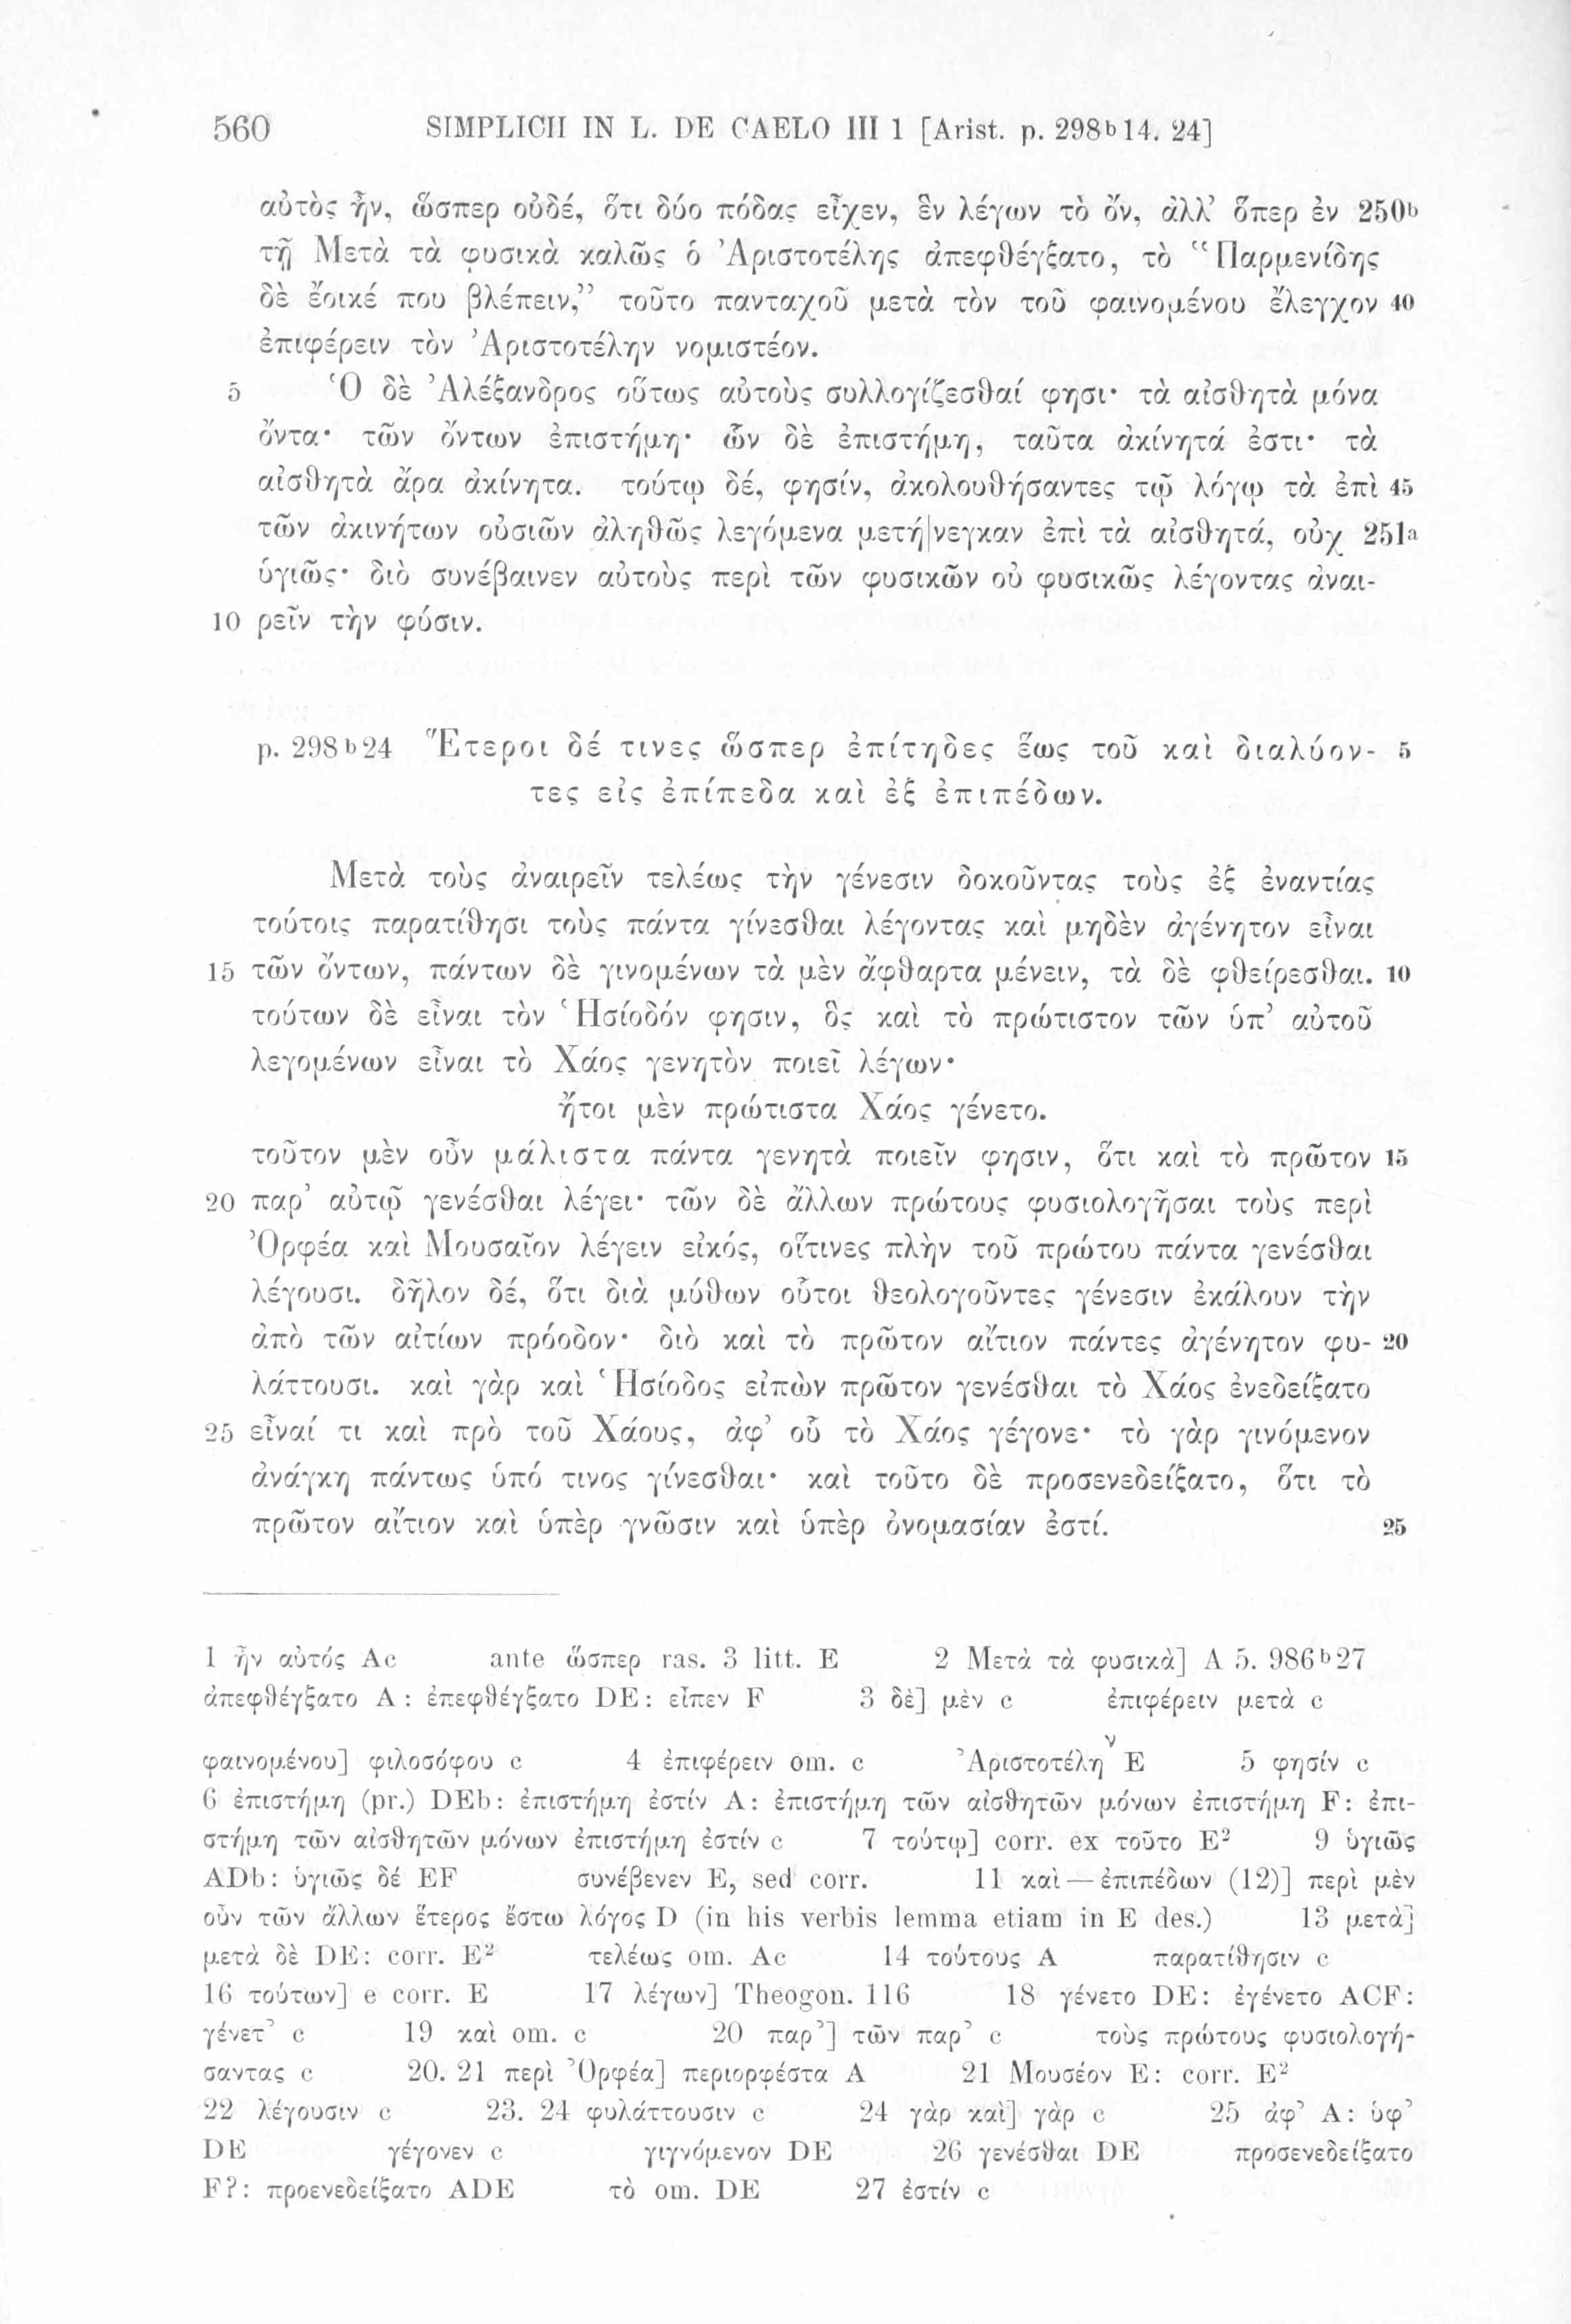 560 SIMPLICII IN L. DE CAELO III 1 [Arist. p. 298b14. 24]
αὐτὸς ἦν, ὥσπερ οὐδέ, ὅτι δύο πόδας εἶχεν, ἓν λέγων τὸ ὄν, ἀλλ’ ὅπερ ἐν 250b
τῇ Μετὰ τὰ φυσικὰ καλῶς ὁ Ἀριστοτέλης ἀπεφθέγξατο, τὸ “Παρμενίδης
δὲ ἔοικέ που βλέπειν,” τοῦτο πανταχοῦ μετὰ τὸν τοῦ φαινομένου ἔλεγχον 40
ἐπιφέρειν τὸν Ἀριστοτέλην νομιστέον.
5 Ὁ δὲ Ἀλέξανδρος οὕτως αὐτοὺς συλλογίζεσθαί φησι· τὰ αἰσθητὰ μόνα
ὄντα· τῶν ὄντων ἐπιστήμη· ὧν δὲ ἐπιστήμη, ταῦτα ἀκίνητά ἐστι· τὰ
αἰσθητὰ ἄρα ἀκίνητα. τούτῳ δέ, φησίν, ἀκολουθήσαντες τῷ λόγῳ τὰ ἐπὶ 45
τῶν ἀκινήτων οὐσιῶν ἀληθῶς λεγόμενα μετή|νεγκαν ἐπὶ τὰ αἰσθητά, οὐχ 251a
ὑγιῶς· διὸ συνέβαινεν αὐτοὺς περὶ τῶν φυσικῶν οὐ φυσικῶς λέγοντας ἀναι-
10 ρεῖν τὴν φύσιν.
p. 298b24 Ἕτεροι δέ τινες ὥσπερ ἐπίτηδες ἕως τοῦ καὶ διαλύον- 5
τες εἰς ἐπίπεδα καὶ ἐξ ἐπιπέδων.
Μετὰ τοὺς ἀναιρεῖν τελέως τὴν γένεσιν δοκοῦντας τοὺς ἐξ ἐναντίας
τούτοις παρατίθησι τοὺς πάντα γίνεσθαι λέγοντας καὶ μηδὲν ἀγένητον εἶναι
15 τῶν ὄντων, πάντων δὲ γινομένων τὰ μὲν ἄφθαρτα μένειν, τὰ δὲ φθείρεσθαι. 10
τούτων δὲ εἶναι τὸν Ἡσίοδόν φησιν, ὃς καὶ τὸ πρώτιστον τῶν ὑπ’ αὐτοῦ
λεγομένων εἶναι τὸ Χάος γενητὸν ποιεῖ λέγων·
ἤτοι μὲν πρώτιστα Χάος γένετο.
τοῦτον μὲν οὖν μάλιστα πάντα γενητὰ ποιεῖν φησιν, ὅτι καὶ τὸ πρῶτον 15
20 παρ’ αὐτῷ γενέσθαι λέγει· τῶν δὲ ἄλλων πρώτους φυσιολογῆσαι τοὺς περὶ
Ὀρφέα καὶ Μουσαῖον λέγειν εἰκός, οἵτινες πλὴν τοῦ πρώτου πάντα γενέσθαι
λέγουσι. δῆλον δέ, ὅτι διὰ μύθων οὗτοι θεολογοῦντες γένεσιν ἐκάλουν τὴν
ἀπὸ τῶν αἰτίων πρόοδον· διὸ καὶ τὸ πρῶτον αἴτιον πάντες ἀγένητον φυ- 20
λάττουσι. καὶ γὰρ καὶ Ἡσίοδος εἰπὼν πρῶτον γενέσθαι τὸ Χάος ἐνεδείξατο
25 εἶναί τι καὶ πρὸ τοῦ Χάους, ἀφ’ οὗ τὸ Χάος γέγονε· τὸ γὰρ γινόμενον
ἀνάγκη πάντως ὑπό τινος γίνεσθαι· καὶ τοῦτο δὲ προσενεδείξατο, ὅτι τὸ
πρῶτον αἴτιον καὶ ὑπὲρ γνῶσιν καὶ ὑπὲρ ὀνομασίαν ἐστί. 25
1 ἦν αὐτός Ac ante ὥσπερ ras. 3 litt. E 2 Μετὰ τὰ φυσικὰ] A 5. 986b27
ἀπεφθέγξατο A: ἐπεφθέγξατο DE: εἶπεν F 3 δὲ] μὲν c ἐπιφέρειν μετὰ c
φαινομένου] φιλοσόφου c 4 ἐπιφέρειν om. c Ἀριστοτέλην E 5 φησίν c
6 ἐπιστήμη (pr.) DEb: ἐπιστήμη ἐστίν A: ἐπιστήμη τῶν αἰσθητῶν μόνων ἐπιστήμη F: ἐπι-
στήμη τῶν αἰσθητῶν μόνων ἐπιστήμη ἐστίν c 7 τούτῳ] corr. ex τοῦτο E2 9 ὑγιῶς
ADb: ὑγιῶς δέ EF συνέβενεν E, sed corr. 11 καὶ — ἐπιπέδων (12)] περὶ μὲν
οὖν τῶν ἄλλων ἕτερος ἔστω λόγος D (in his verbis lemma etiam in E des.) 13 μετὰ]
μετὰ δὲ DE: corr. E2 τελέως om. Ac 14 τούτους A παρατίθησιν c
16 τούτων] e corr. E 17 λέγων] Theogon. 116 18 γένετο DE: ἐγένετο ACF:
γένετ’ c 19 καὶ om. c 20 παρ’] τῶν παρ’ c τοὺς πρώτους φυσιολογή-
σαντας c 20. 21 περὶ Ὀρφέα] περιορφέστα A 21 Μουσέον E: corr. E2
22 λέγουσιν c 23. 24 φυλάττουσιν c 24 γὰρ καὶ] γὰρ c 25 ἀφ’ A: ὑφ’
DE γέγονεν c γιγνόμενον DE 26 γενέσθαι DE προσενεδείξατο
F?: προενεδείξατο ADE τὸ om. DE 27 ἐστίν c